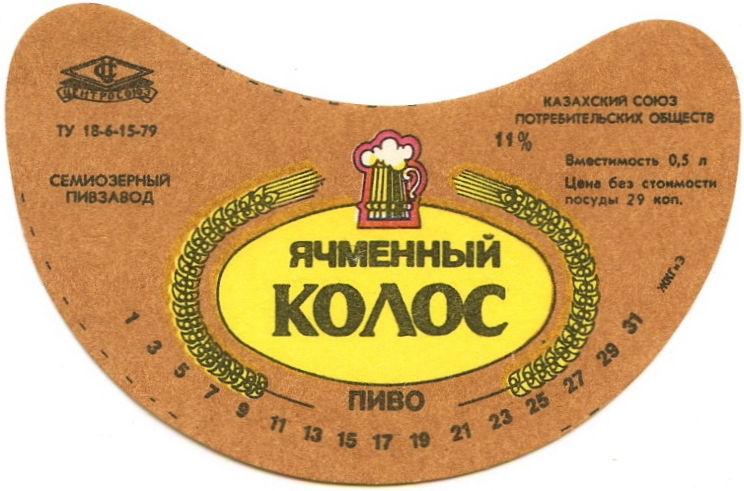 ЦЕНТРОСОЮЗ
ТУ 18-6-15-79
СЕМИОЗЕРНЫЙ
ПИВЗАВОД
КАЗАХСКИЙ СОЮЗ
ПОТРЕБИТЕЛЬСКИХ ОБЩЕСТВ
11%
Вместимость 0,5 л
Цена без стоимости
посуды 29 коп.
ЯЧМЕННЫЙ
КОЛОС
ПИВО
1 3 5 7 9 11 13 15 17 19 21 23 25 27 29 31